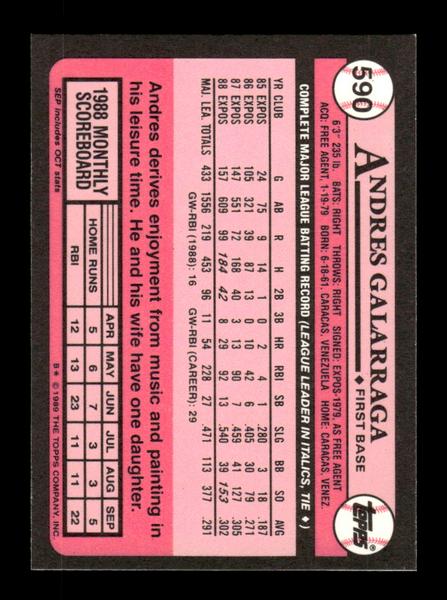 590
ANDRES GALARRAGA
♦ FIRST BASE
topps®
6'3" 235 lb. BATS: RIGHT THROWS: RIGHT SIGNED: EXPOS-1979, AS FREE AGENT
ACQ: FREE AGENT, 1-19-79 BORN: 6-18-61, CARACAS, VENEZUELA HOME: CARACAS, VENEZ
COMPLETE MAJOR LEAGUE BATTING RECORD (LEAGUE LEADER IN ITALICS, TIE ♦)
YR CLUB G AB R H 2B 3B HR RBI SB SLG BB SO AVG
85 EXPOS 24 75 9 14 1 0 2 4 1 .280 3 18 .187
86 EXPOS 105 321 39 87 13 0 10 42 6 .405 30 79 .271
87 EXPOS 147 551 72 168 40 3 13 90 7 .459 41 127 .305
88 EXPOS 157 609 99 184 42 8 29 92 13 .540 39 153 .302
MAJ. LEA. TOTALS 433 1556 219 453 96 11 54 228 27 .471 113 377 .291
GW-RBI (1988): 16 GW-RBI (CAREER): 29
Andres derives enjoyment from music and painting in
his leisure time. He and his wife have one daughter.
1988 MONTHLY
SCOREBOARD
APR MAY JUN JUL AUG SEP
HOME RUNS 5 6 7 3 3 5
RBI 12 13 23 11 11 22
SEP includes OCT stats
B* © 1989 THE TOPPS COMPANY, INC.